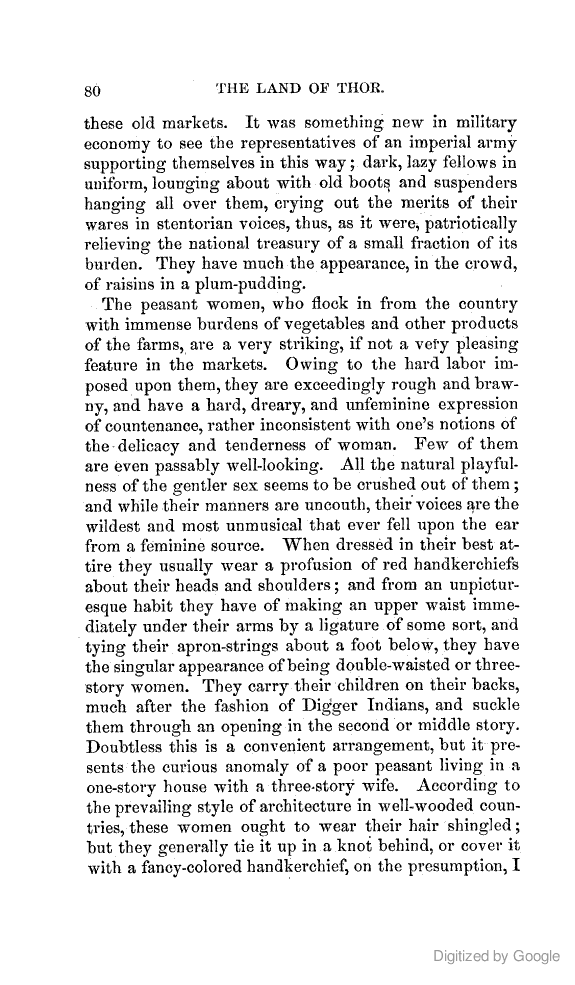 80 THE LAND OF THOR.
these old markets. It was something new in military
economy to see the representatives of an imperial army
supporting themselves in this way; dark, lazy fellows in
uniform, lounging about with old boots and suspenders
hanging all over them, crying out the merits of their
wares in stentorian voices, thus, as it were, patriotically
relieving the national treasury of a small fraction of its
burden. They have much the appearance, in the crowd,
of raisins in a plum-pudding.
The peasant women, who flock in from the country
with immense burdens of vegetables and other products
of the farms, are a very striking, if not a very pleasing
feature in the markets. Owing to the hard labor im-
posed upon them, they are exceedingly rough and braw-
ny, and have a hard, dreary, and unfeminine expression
of countenance, rather inconsistent with one's notions of
the delicacy and tenderness of woman. Few of them
are even passably well-looking. All the natural playful-
ness of the gentler sex seems to be crushed out of them;
and while their manners are uncouth, their voices are the
wildest and most unmusical that ever fell upon the ear
from a feminine source. When dressed in their best at-
tire they usually wear a profusion of red handkerchiefs
about their heads and shoulders; and from an unpictur-
esque habit they have of making an upper waist imme-
diately under their arms by a ligature of some sort, and
tying their apron-strings about a foot below, they have
the singular appearance of being double-waisted or three-
story women. They carry their children on their backs,
much after the fashion of Digger Indians, and suckle
them through an opening in the second or middle story.
Doubtless this is a convenient arrangement, but it pre-
sents the curious anomaly of a poor peasant living in a
one-story house with a three-story wife. According to
the prevailing style of architecture in well-wooded coun-
tries, these women ought to wear their hair shingled;
but they generally tie it up in a knot behind, or cover it
with a fancy-colored handkerchief, on the presumption, I
Digitized by Google